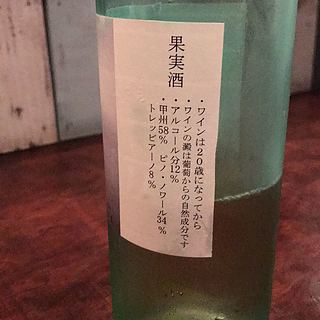 果実酒
・ワインは20歳になってから
・ワインの澱は葡萄からの自然成分です
・アルコール分12%
・甲州58% ピノ・ノワール34%
トレッビアーノ8%